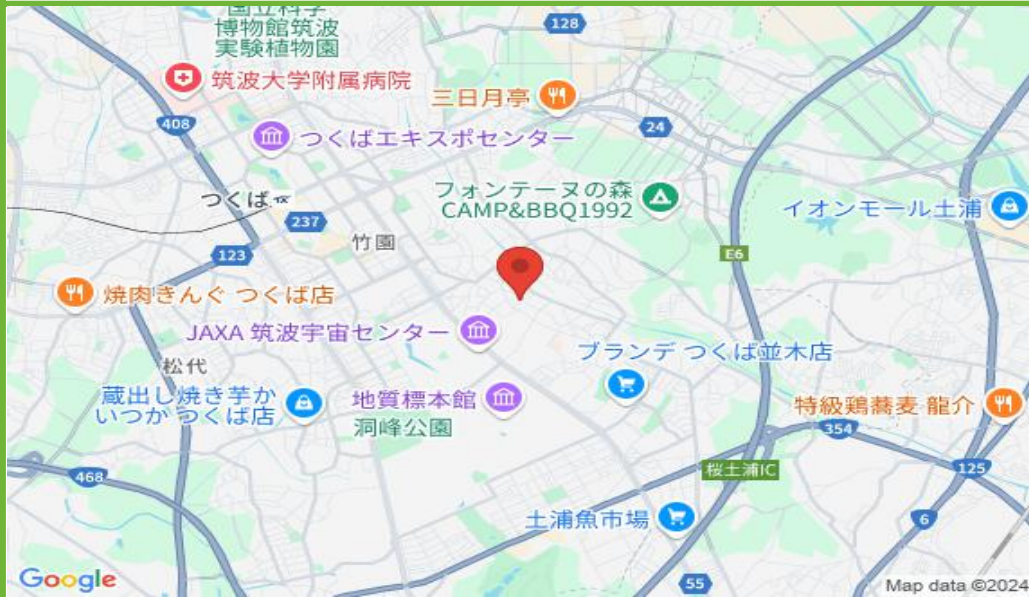 国立科学
博物館筑波
実験植物園
128
筑波大学附属病院
三日月亭
408
24
つくばエキスポセンター
つくば
フォンテーヌの森
CAMP&BBQ1992
イオンモール土浦
237
竹園
123
E6
焼肉きんぐ つくば店
JAXA 筑波宇宙センター
ブランデ つくば並木店
松代
蔵出し焼き芋か
いつか つくば店
地質標本館
洞峰公園
特級鶏蕎麦 龍介
354
468
桜土浦IC
125
土浦魚市場
6
55
Google
Map data ©2024